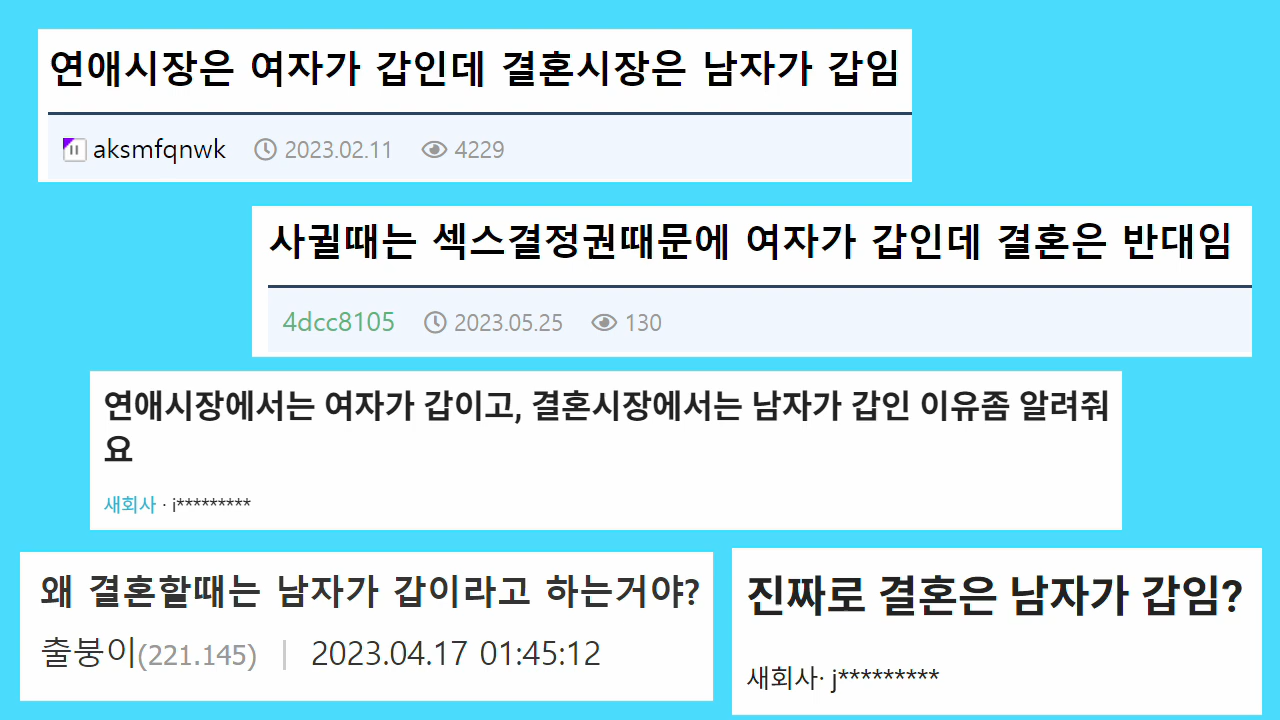 연애시장은 여자가 갑인데 결혼시장은 남자가 갑임
aksmfqnwk 2023.02.11 4229
사귈때는 섹스결정권때문에 여자가 갑인데 결혼은 반대임
4dcc8105 2023.05.25 130
연애시장에서는 여자가 갑이고, 결혼시장에서는 남자가 갑인 이유좀 알려줘
요
새회사 · i*********
왜 결혼할때는 남자가 갑이라고 하는거야?
출붕이(221.145) | 2023.04.17 01:45:12
진짜로 결혼은 남자가 갑임?
새회사· j*********